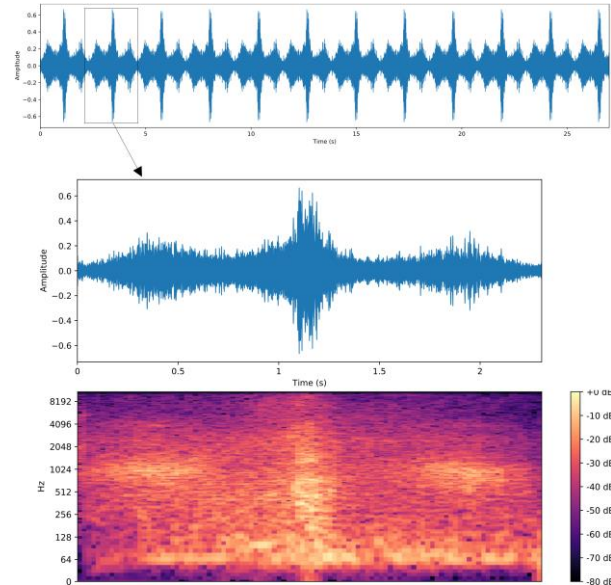 0.6
0.4
0.2
0.0
−0.2
−0.4
−0.6
Amplitude
0 5 10 15 20 25
Time (s)
0.6
0.4
0.2
0.0
−0.2
−0.4
−0.6
Amplitude
0 0.5 1 1.5 2
Time (s)
8192
4096
2048
1024
512
256
128
64
0
Hz
+0 dB
-10 dB
-20 dB
-30 dB
-40 dB
-50 dB
-60 dB
-70 dB
-80 dB